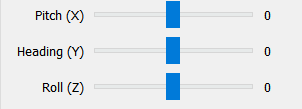 Pitch (X) 0
Heading (Y) 0
Roll (Z) 0